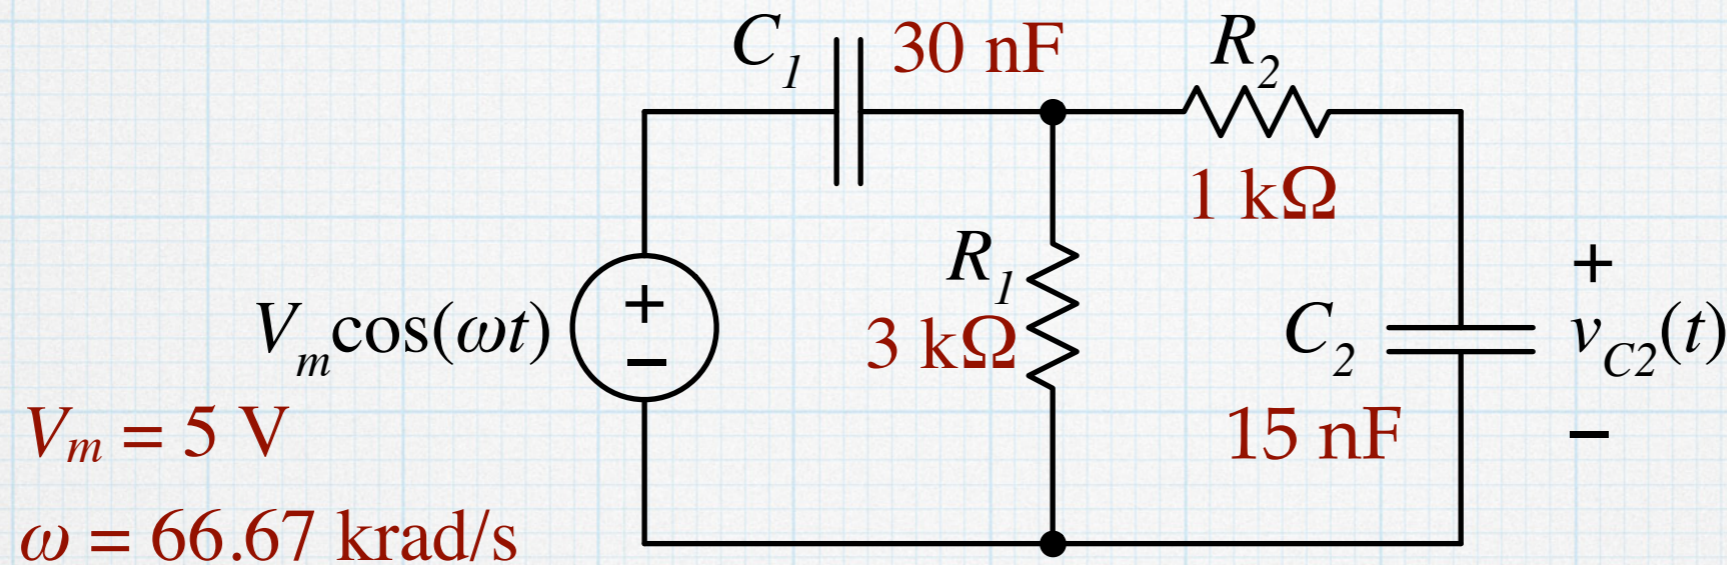 C1 30 nF R2
1 kΩ
R1
3 kΩ
Vmcos(ωt)
+
−
C2
15 nF
+
vC2(t)
−
Vm = 5 V
ω = 66.67 krad/s